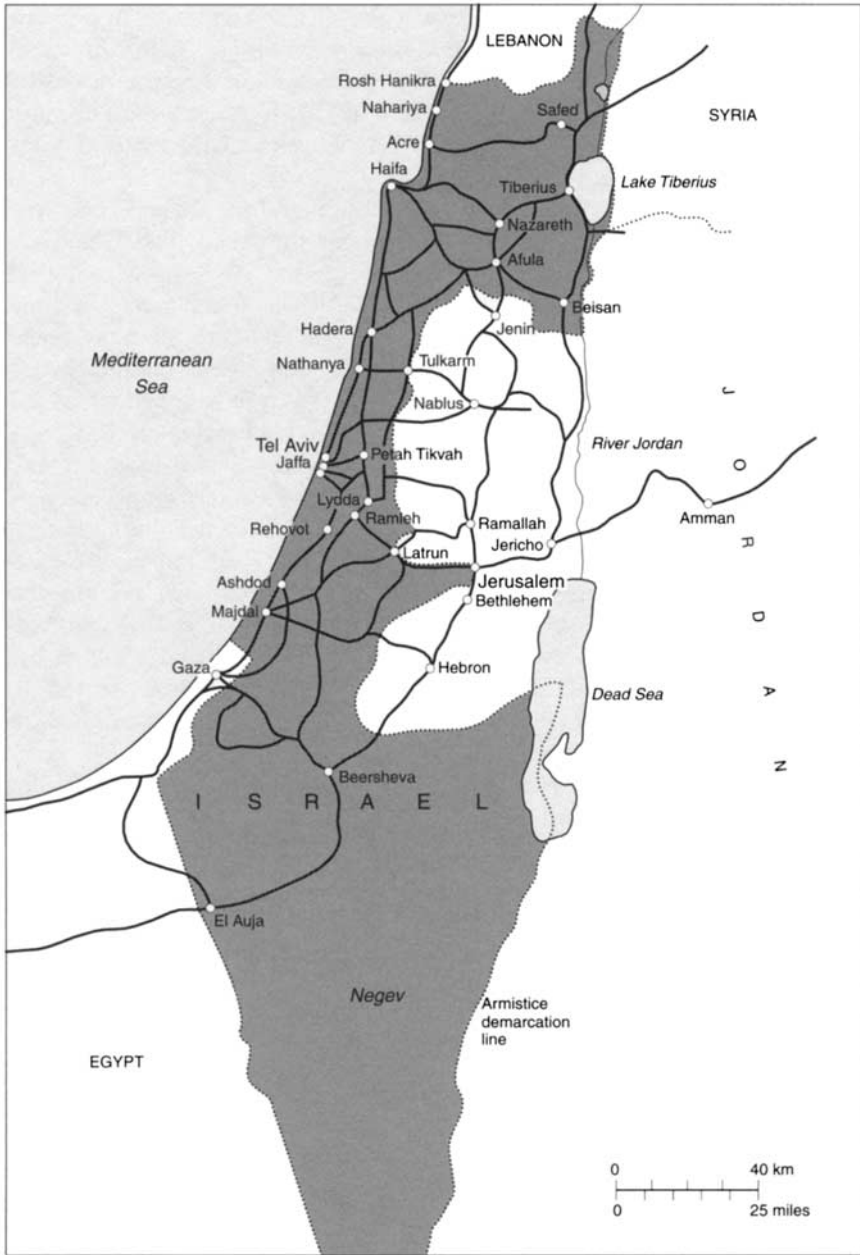 LEBANON
Rosh Hanikra
Nahariya
Safed
SYRIA
Acre
Haifa
Tiberius
Lake Tiberius
Nazareth
Afula
Beisan
Jenin
Hadera
Mediterranean
Sea
Nathanya
Tulkarm
Nablus
J
O
R
D
A
N
River Jordan
Tel Aviv
Jaffa
Petah Tikvah
Lydda
Ramleh
Rehovot
Ramallah
Amman
Jericho
Latrun
Jerusalem
Ashdod
Bethlehem
Majdal
Gaza
Hebron
Dead Sea
Beersheva
I S R A E L
El Auja
Negev
Armistice
demarcation
line
EGYPT
0 40 km
0 25 miles